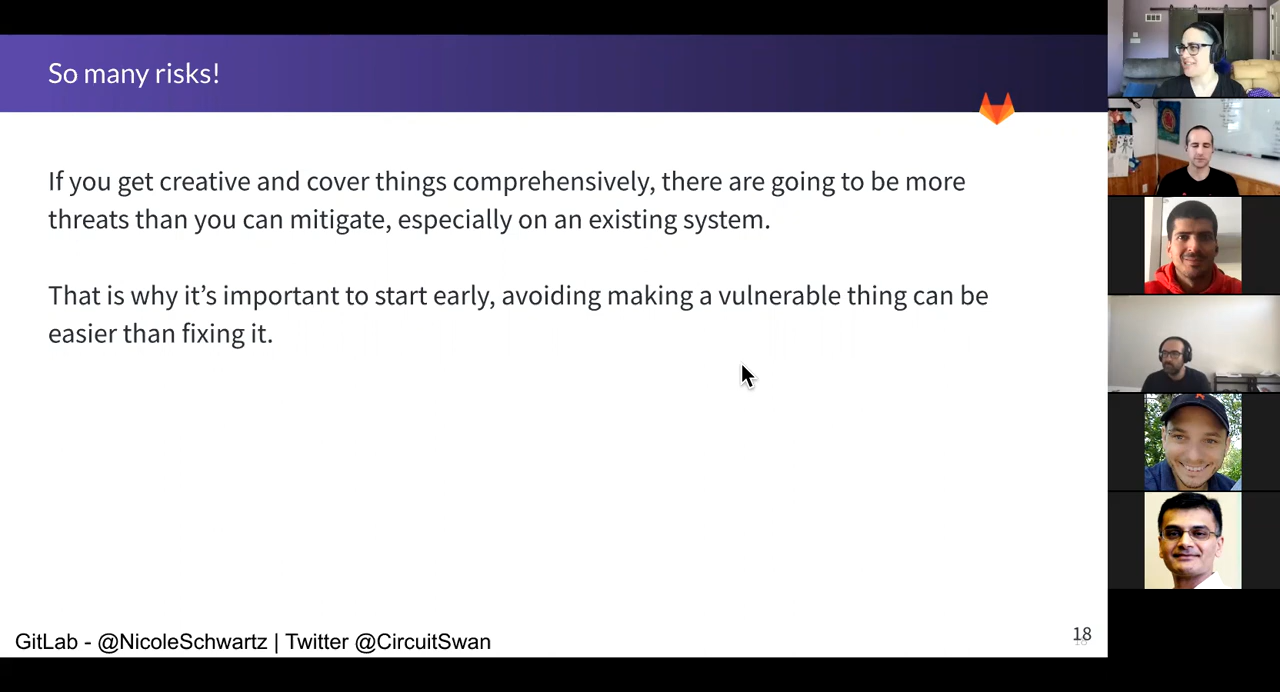 So many risks!
If you get creative and cover things comprehensively, there are going to be more
threats than you can mitigate, especially on an existing system.
That is why it’s important to start early, avoiding making a vulnerable thing can be
easier than fixing it.
GitLab - @NicoleSchwartz | Twitter @CircuitSwan
18